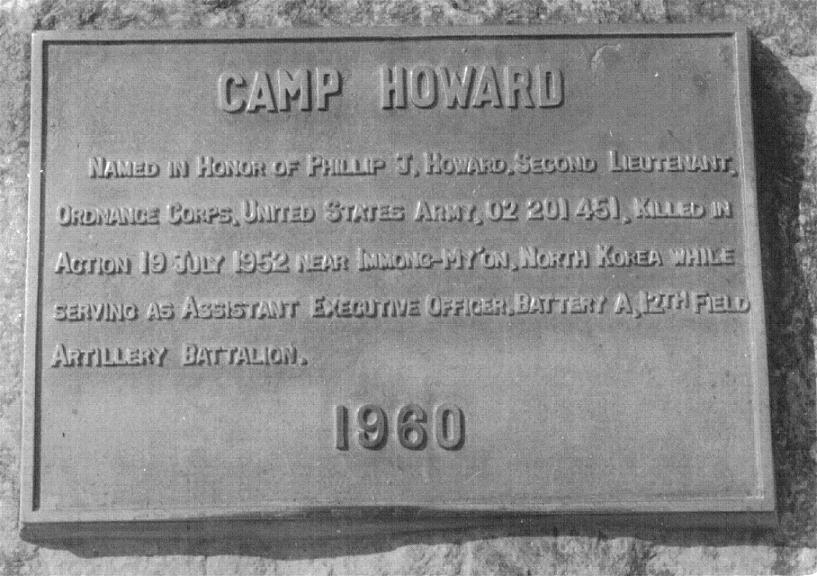 CAMP HOWARD
NAMED IN HONOR OF PHILLIP J, HOWARD, SECOND LIEUTENANT,
ORDNANCE CORPS, UNITED STATES ARMY, 02 201 451, KILLED IN
ACTION 19 JULY 1952 NEAR IMMONG-MY'ON, NORTH KOREA WHILE
SERVING AS ASSISTANT EXECUTIVE OFFICER, BATTERY A, 12TH FIELD
ARTILLERY BATTALION.
1960